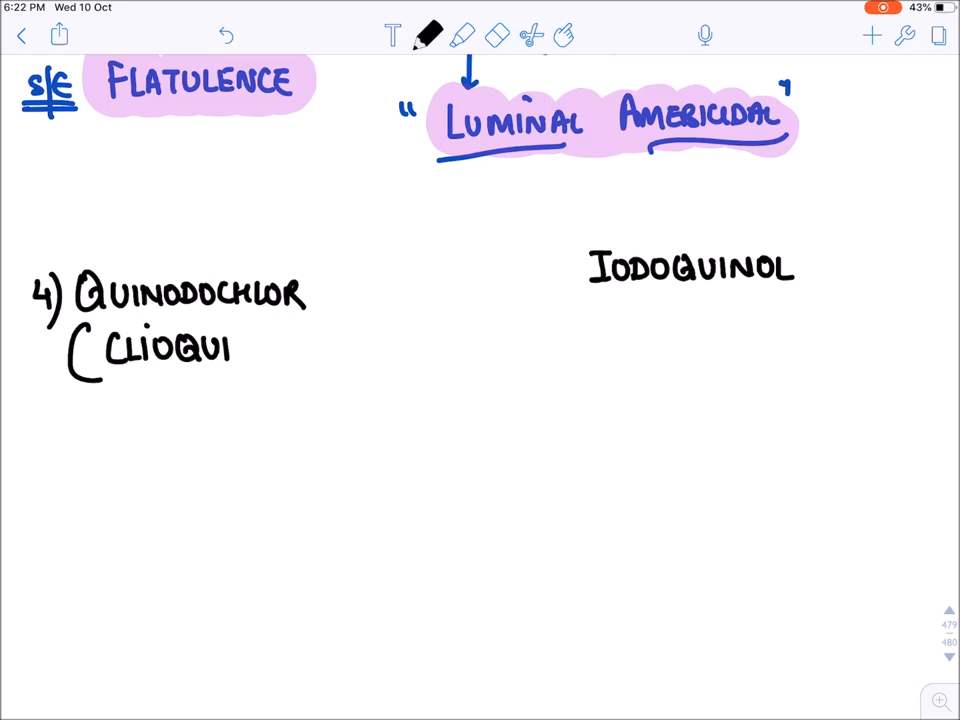 6:22 PM Wed 10 Oct
43%
T
S/E FLATULENCE
"LUMINAL AMERICIDAL"
4) QUINODOCHLOR
IODOQUINOL
( CLIOQUI
479
480